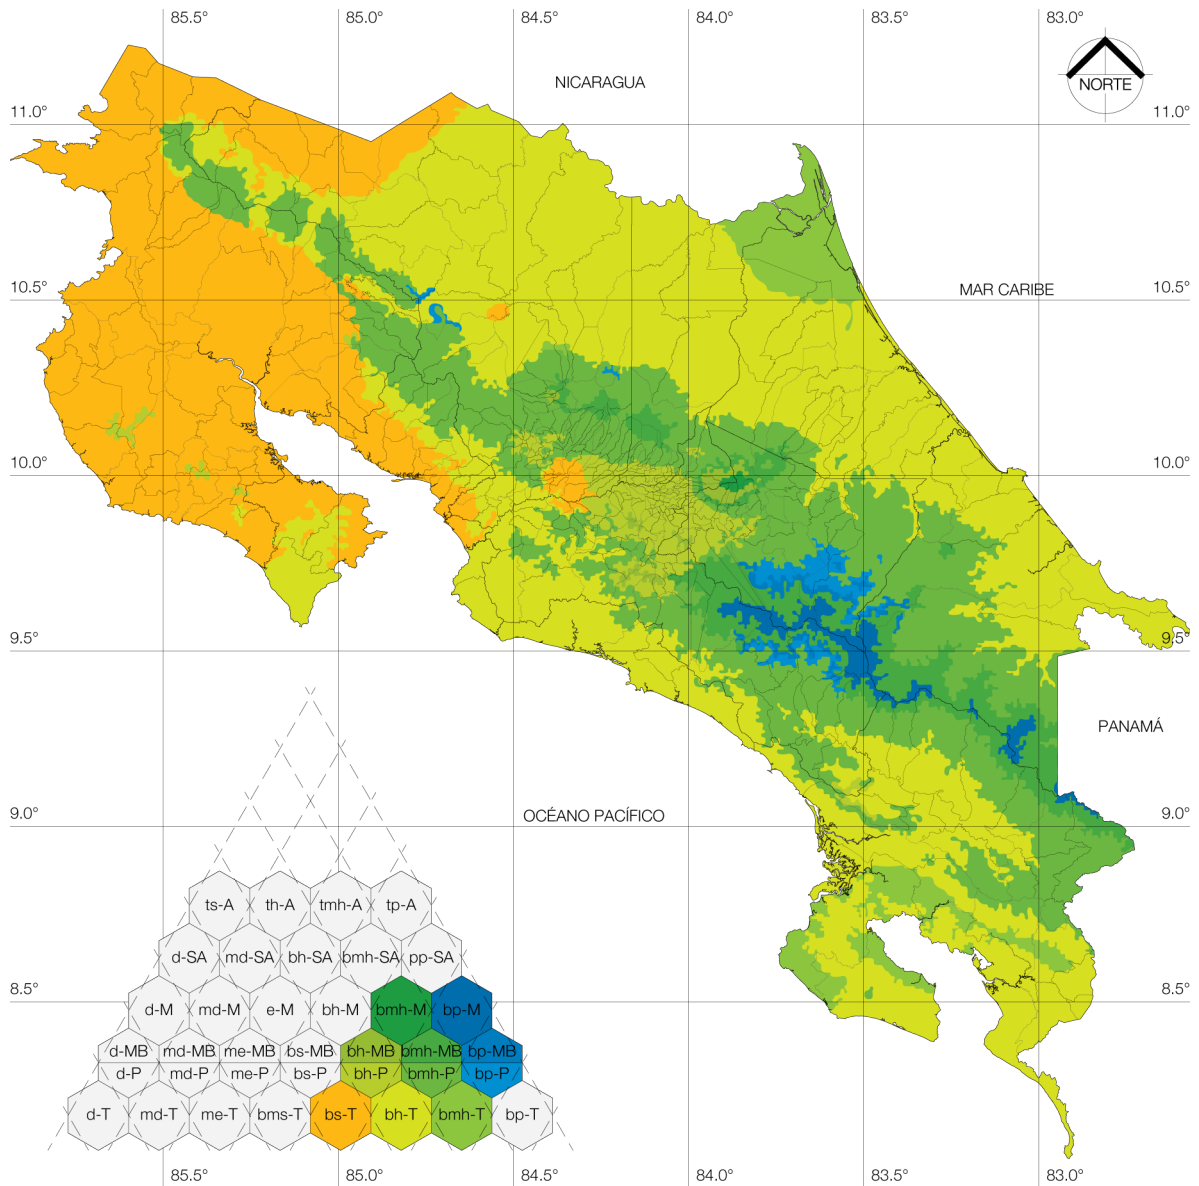 85.5° 85.0° 84.5° 84.0° 83.5° 83.0°
NICARAGUA
NORTE
11.0° 11.0°
10.5° 10.5°
MAR CARIBE
10.0° 10.0°
9.5° 9.5°
PANAMÁ
OCÉANO PACÍFICO
9.0° 9.0°
ts-A th-A tmh-A tp-A
d-SA md-SA bh-SA bmh-SA pp-SA
8.5° 8.5°
d-M md-M e-M bh-M bmh-M bp-M
d-MB md-MB me-MB bs-MB bh-MB bmh-MB bp-MB
d-P md-P me-P bs-P bh-P bmh-P bp-P
d-T md-T me-T bms-T bs-T bh-T bmh-T bp-T
85.5° 85.0° 84.5° 84.0° 83.5° 83.0°